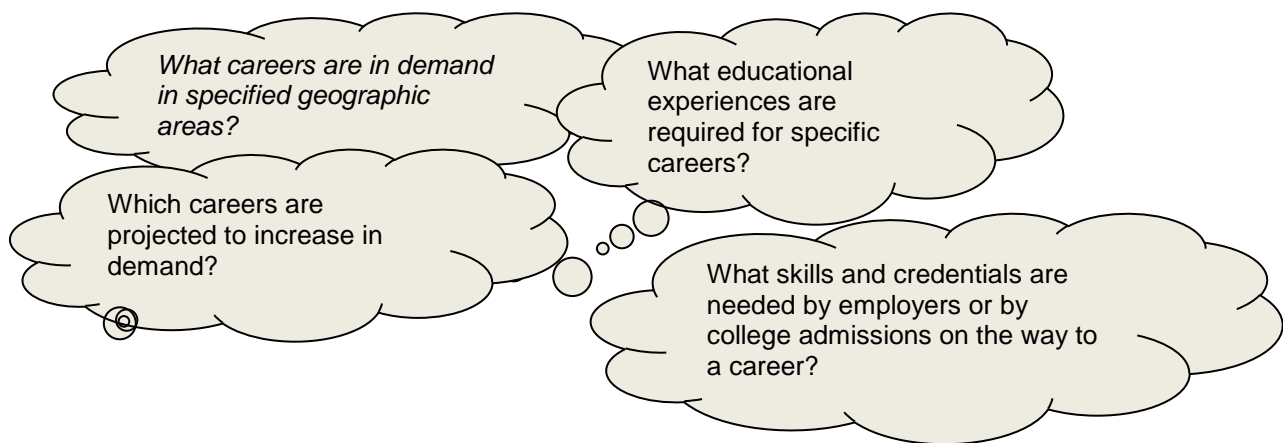 What careers are in demand
in specified geographic
areas?
What educational
experiences are
required for specific
careers?
Which careers are
projected to increase in
demand?
What skills and credentials are
needed by employers or by
college admissions on the way to
a career?